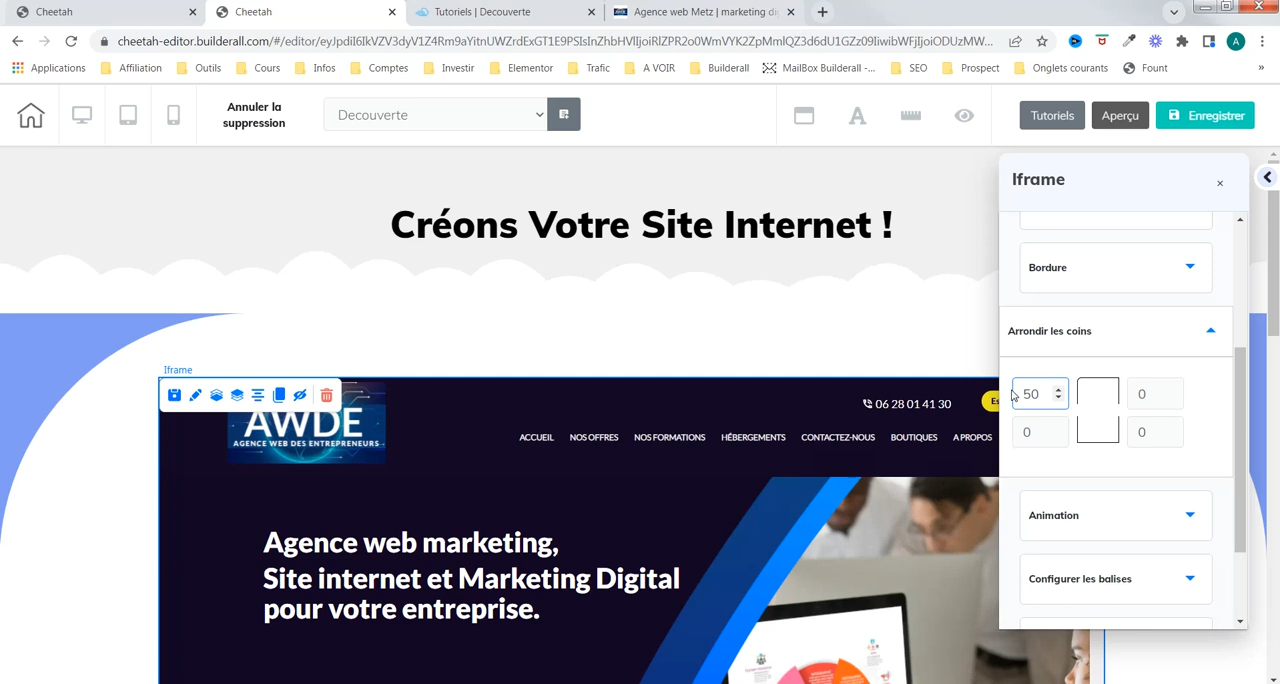 Cheetah
Cheetah
Tutoriels | Decouverte
Agence web Metz | marketing di
cheetah-editor.builderall.com/#/editor/
Applications
Affiliation
Outils
Cours
Infos
Comptes
Investir
Elementor
Trafic
A VOIR
Builderall
MailBox Builderall -...
SEO
Prospect
Onglets courants
Fount
»
A
Annuler la
suppression
Decouverte
Tutoriels
Aperçu
Enregistrer
Créons Votre Site Internet !
Iframe
Bordure
Arrondir les coins
50
0
0
0
Animation
Configurer les balises
Iframe
AWDE
AGENCE WEB DES ENTREPRENEURS
06 28 01 41 30
Es
ACCUEIL
NOS OFFRES
NOS FORMATIONS
HÉBERGEMENTS
CONTACTEZ-NOUS
BOUTIQUES
A PROPOS
Agence web marketing,
Site internet et Marketing Digital
pour votre entreprise.